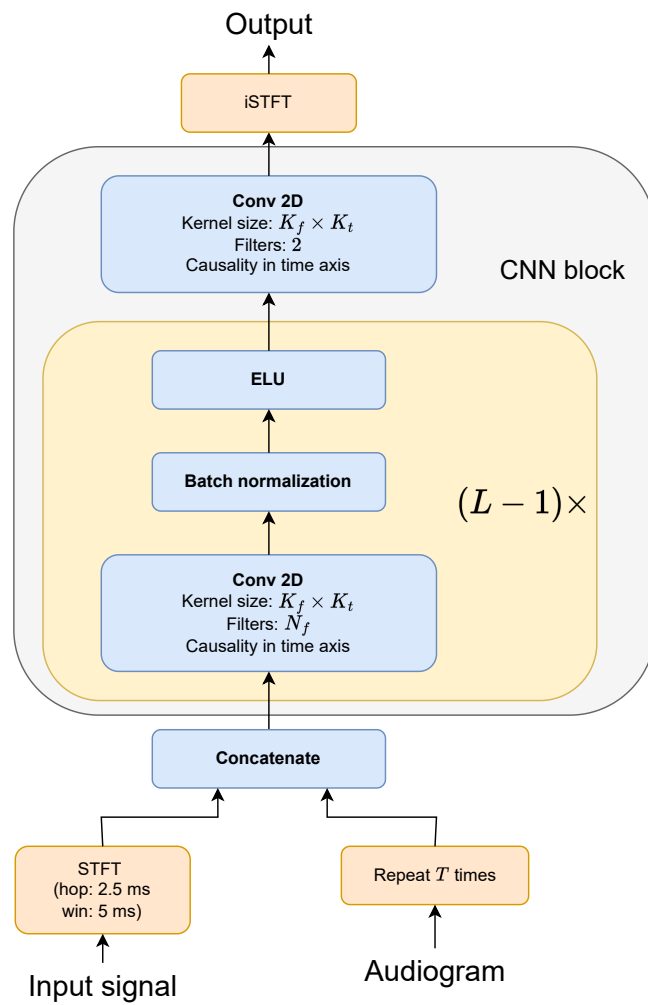 Output
iSTFT
Conv 2D
Kernel size: $K_f \times K_t$
Filters: 2
Causality in time axis
CNN block
ELU
Batch normalization
$(L-1)\times$
Conv 2D
Kernel size: $K_f \times K_t$
Filters: $N_f$
Causality in time axis
Concatenate
STFT
(hop: 2.5 ms
win: 5 ms)
Repeat $T$ times
Input signal
Audiogram